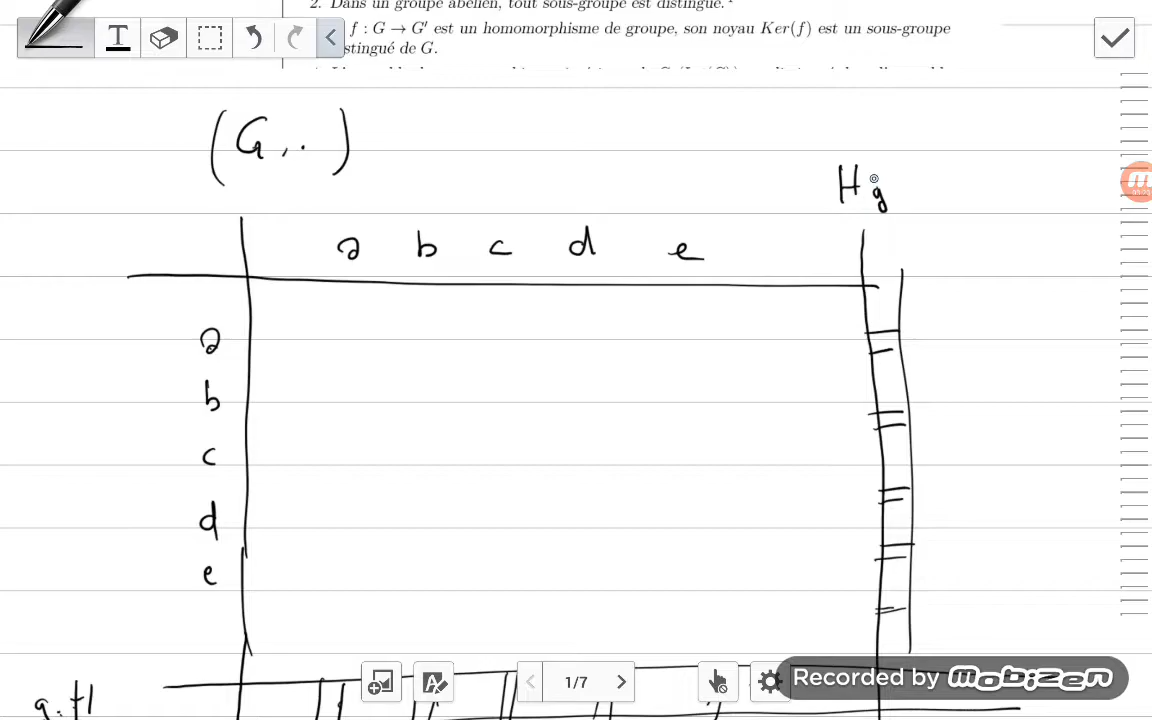 2. Dans un groupe abélien, tout sous-groupe est distingué.
f : G → G′ est un homomorphisme de groupe, son noyau Ker(f) est un sous-groupe
stingué de G.
T
(G, .)
H g
a b c d e
a
b
c
d
e
g. H
1/7
Recorded by mobizen